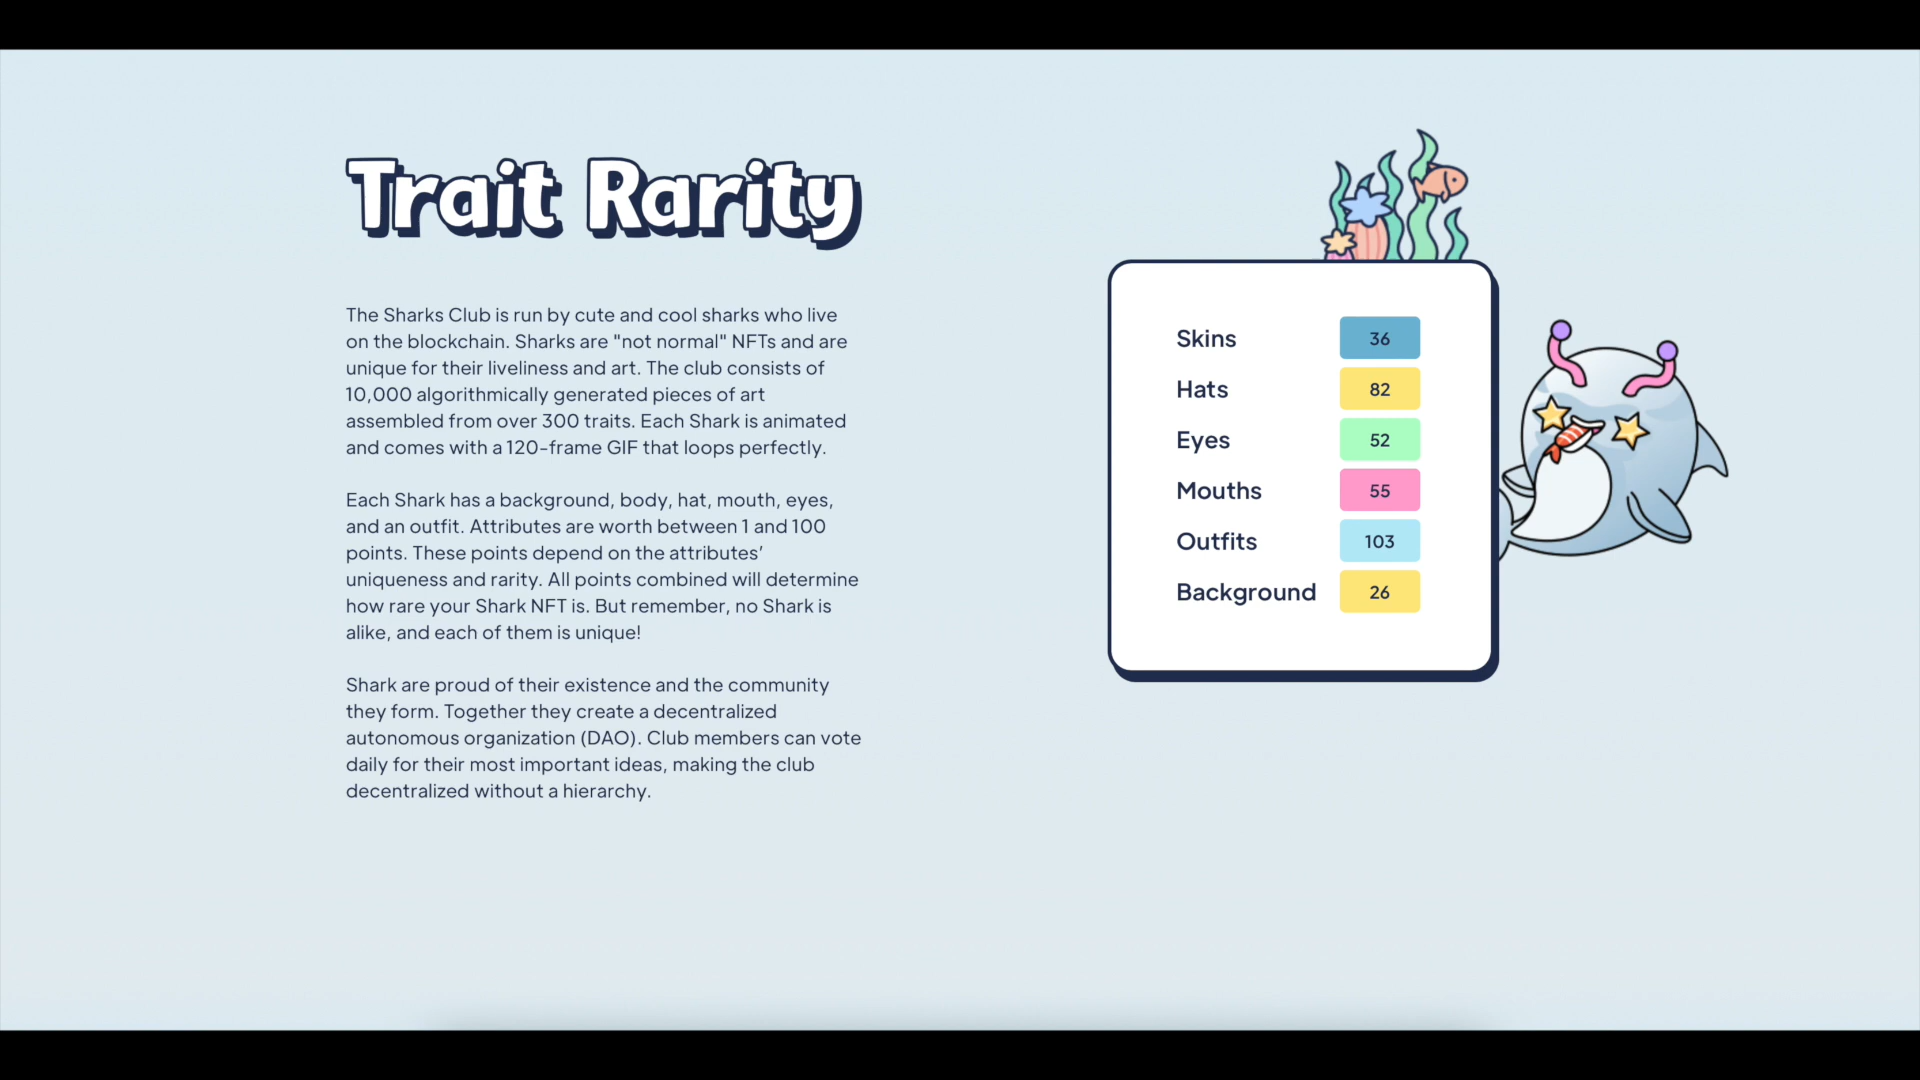 Trait Rarity
The Sharks Club is run by cute and cool sharks who live
on the blockchain. Sharks are "not normal" NFTs and are
unique for their liveliness and art. The club consists of
10,000 algorithmically generated pieces of art
assembled from over 300 traits. Each Shark is animated
and comes with a 120-frame GIF that loops perfectly.
Each Shark has a background, body, hat, mouth, eyes,
and an outfit. Attributes are worth between 1 and 100
points. These points depend on the attributes’
uniqueness and rarity. All points combined will determine
how rare your Shark NFT is. But remember, no Shark is
alike, and each of them is unique!
Shark are proud of their existence and the community
they form. Together they create a decentralized
autonomous organization (DAO). Club members can vote
daily for their most important ideas, making the club
decentralized without a hierarchy.
Skins 36
Hats 82
Eyes 52
Mouths 55
Outfits 103
Background 26